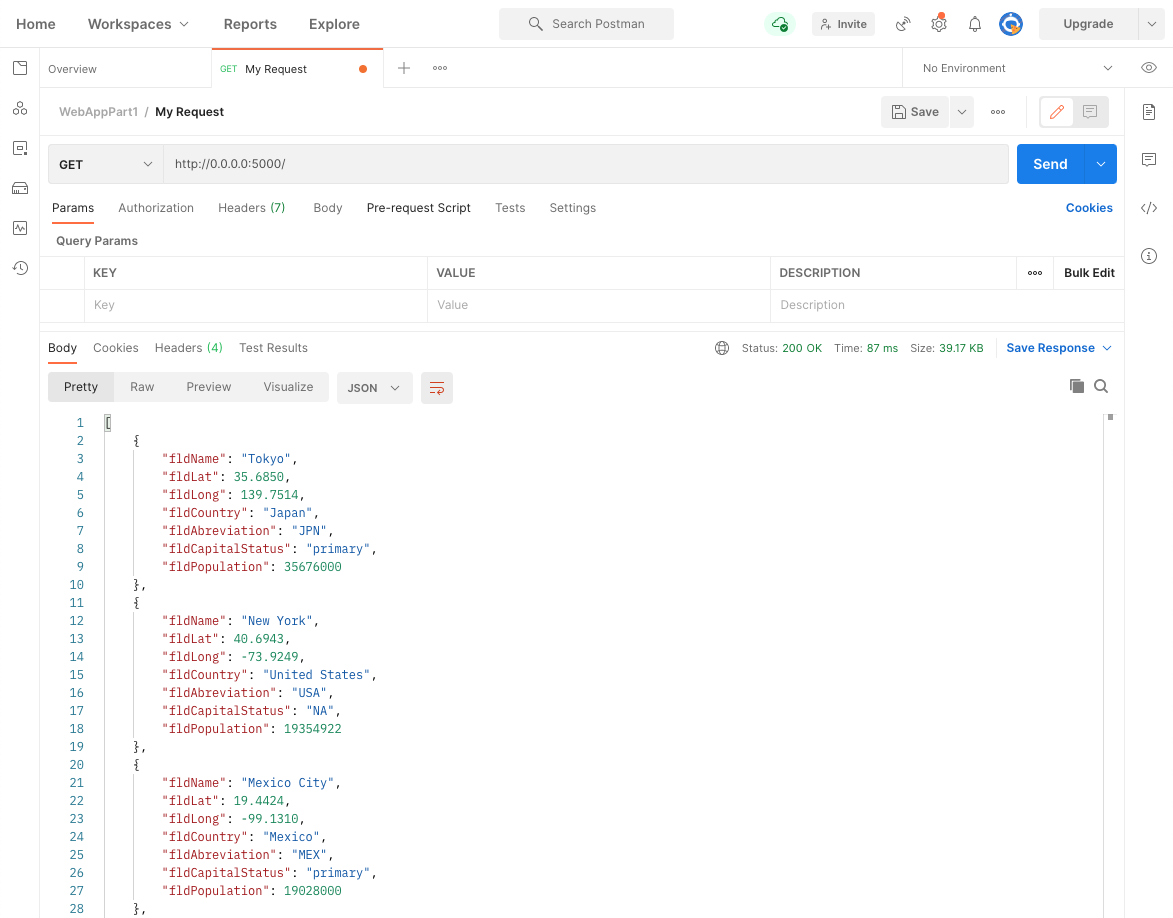 Home Workspaces Reports Explore Search Postman Invite Upgrade
Overview GET My Request No Environment
WebAppPart1 / My Request Save
GET http://0.0.0.0:5000/ Send
Params Authorization Headers (7) Body Pre-request Script Tests Settings Cookies
Query Params
KEY VALUE DESCRIPTION Bulk Edit
Key Value Description
Body Cookies Headers (4) Test Results Status: 200 OK Time: 87 ms Size: 39.17 KB Save Response
Pretty Raw Preview Visualize JSON
1 [
2 {
3 "fldName": "Tokyo",
4 "fldLat": 35.6850,
5 "fldLong": 139.7514,
6 "fldCountry": "Japan",
7 "fldAbreviation": "JPN",
8 "fldCapitalStatus": "primary",
9 "fldPopulation": 35676000
10 },
11 {
12 "fldName": "New York",
13 "fldLat": 40.6943,
14 "fldLong": -73.9249,
15 "fldCountry": "United States",
16 "fldAbreviation": "USA",
17 "fldCapitalStatus": "NA",
18 "fldPopulation": 19354922
19 },
20 {
21 "fldName": "Mexico City",
22 "fldLat": 19.4424,
23 "fldLong": -99.1310,
24 "fldCountry": "Mexico",
25 "fldAbreviation": "MEX",
26 "fldCapitalStatus": "primary",
27 "fldPopulation": 19028000
28 },